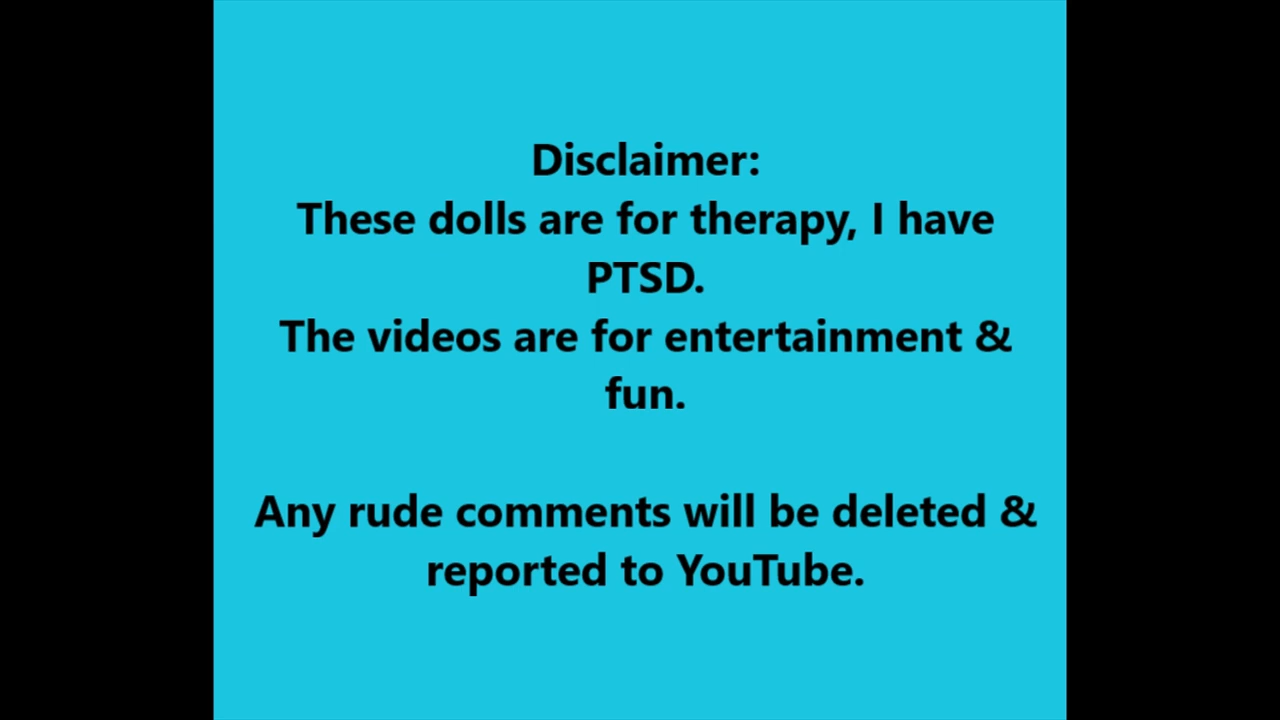 Disclaimer:
These dolls are for therapy, I have
PTSD.
The videos are for entertainment &
fun.
Any rude comments will be deleted &
reported to YouTube.